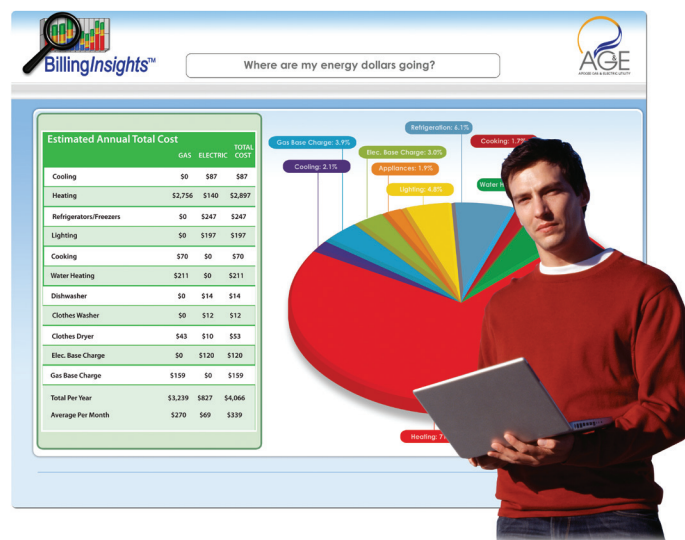 BillingInsights™
Where are my energy dollars going?
AG&E
APPLIED GAS & ELECTRIC UTILITY
Estimated Annual Total Cost
GAS ELECTRIC TOTAL COST
Cooling $0 $87 $87
Heating $2,756 $140 $2,897
Refrigerators/Freezers $0 $247 $247
Lighting $0 $197 $197
Cooking $70 $0 $70
Water Heating $211 $0 $211
Dishwasher $0 $14 $14
Clothes Washer $0 $12 $12
Clothes Dryer $43 $10 $53
Elec. Base Charge $0 $120 $120
Gas Base Charge $159 $0 $159
Total Per Year $3,239 $827 $4,066
Average Per Month $270 $69 $339
Refrigeration: 6.1%
Gas Base Charge: 3.9%
Cooking: 1.7%
Elec. Base Charge: 3.0%
Cooling: 2.1%
Appliances: 1.9%
Lighting: 4.8%
Water
Heating: